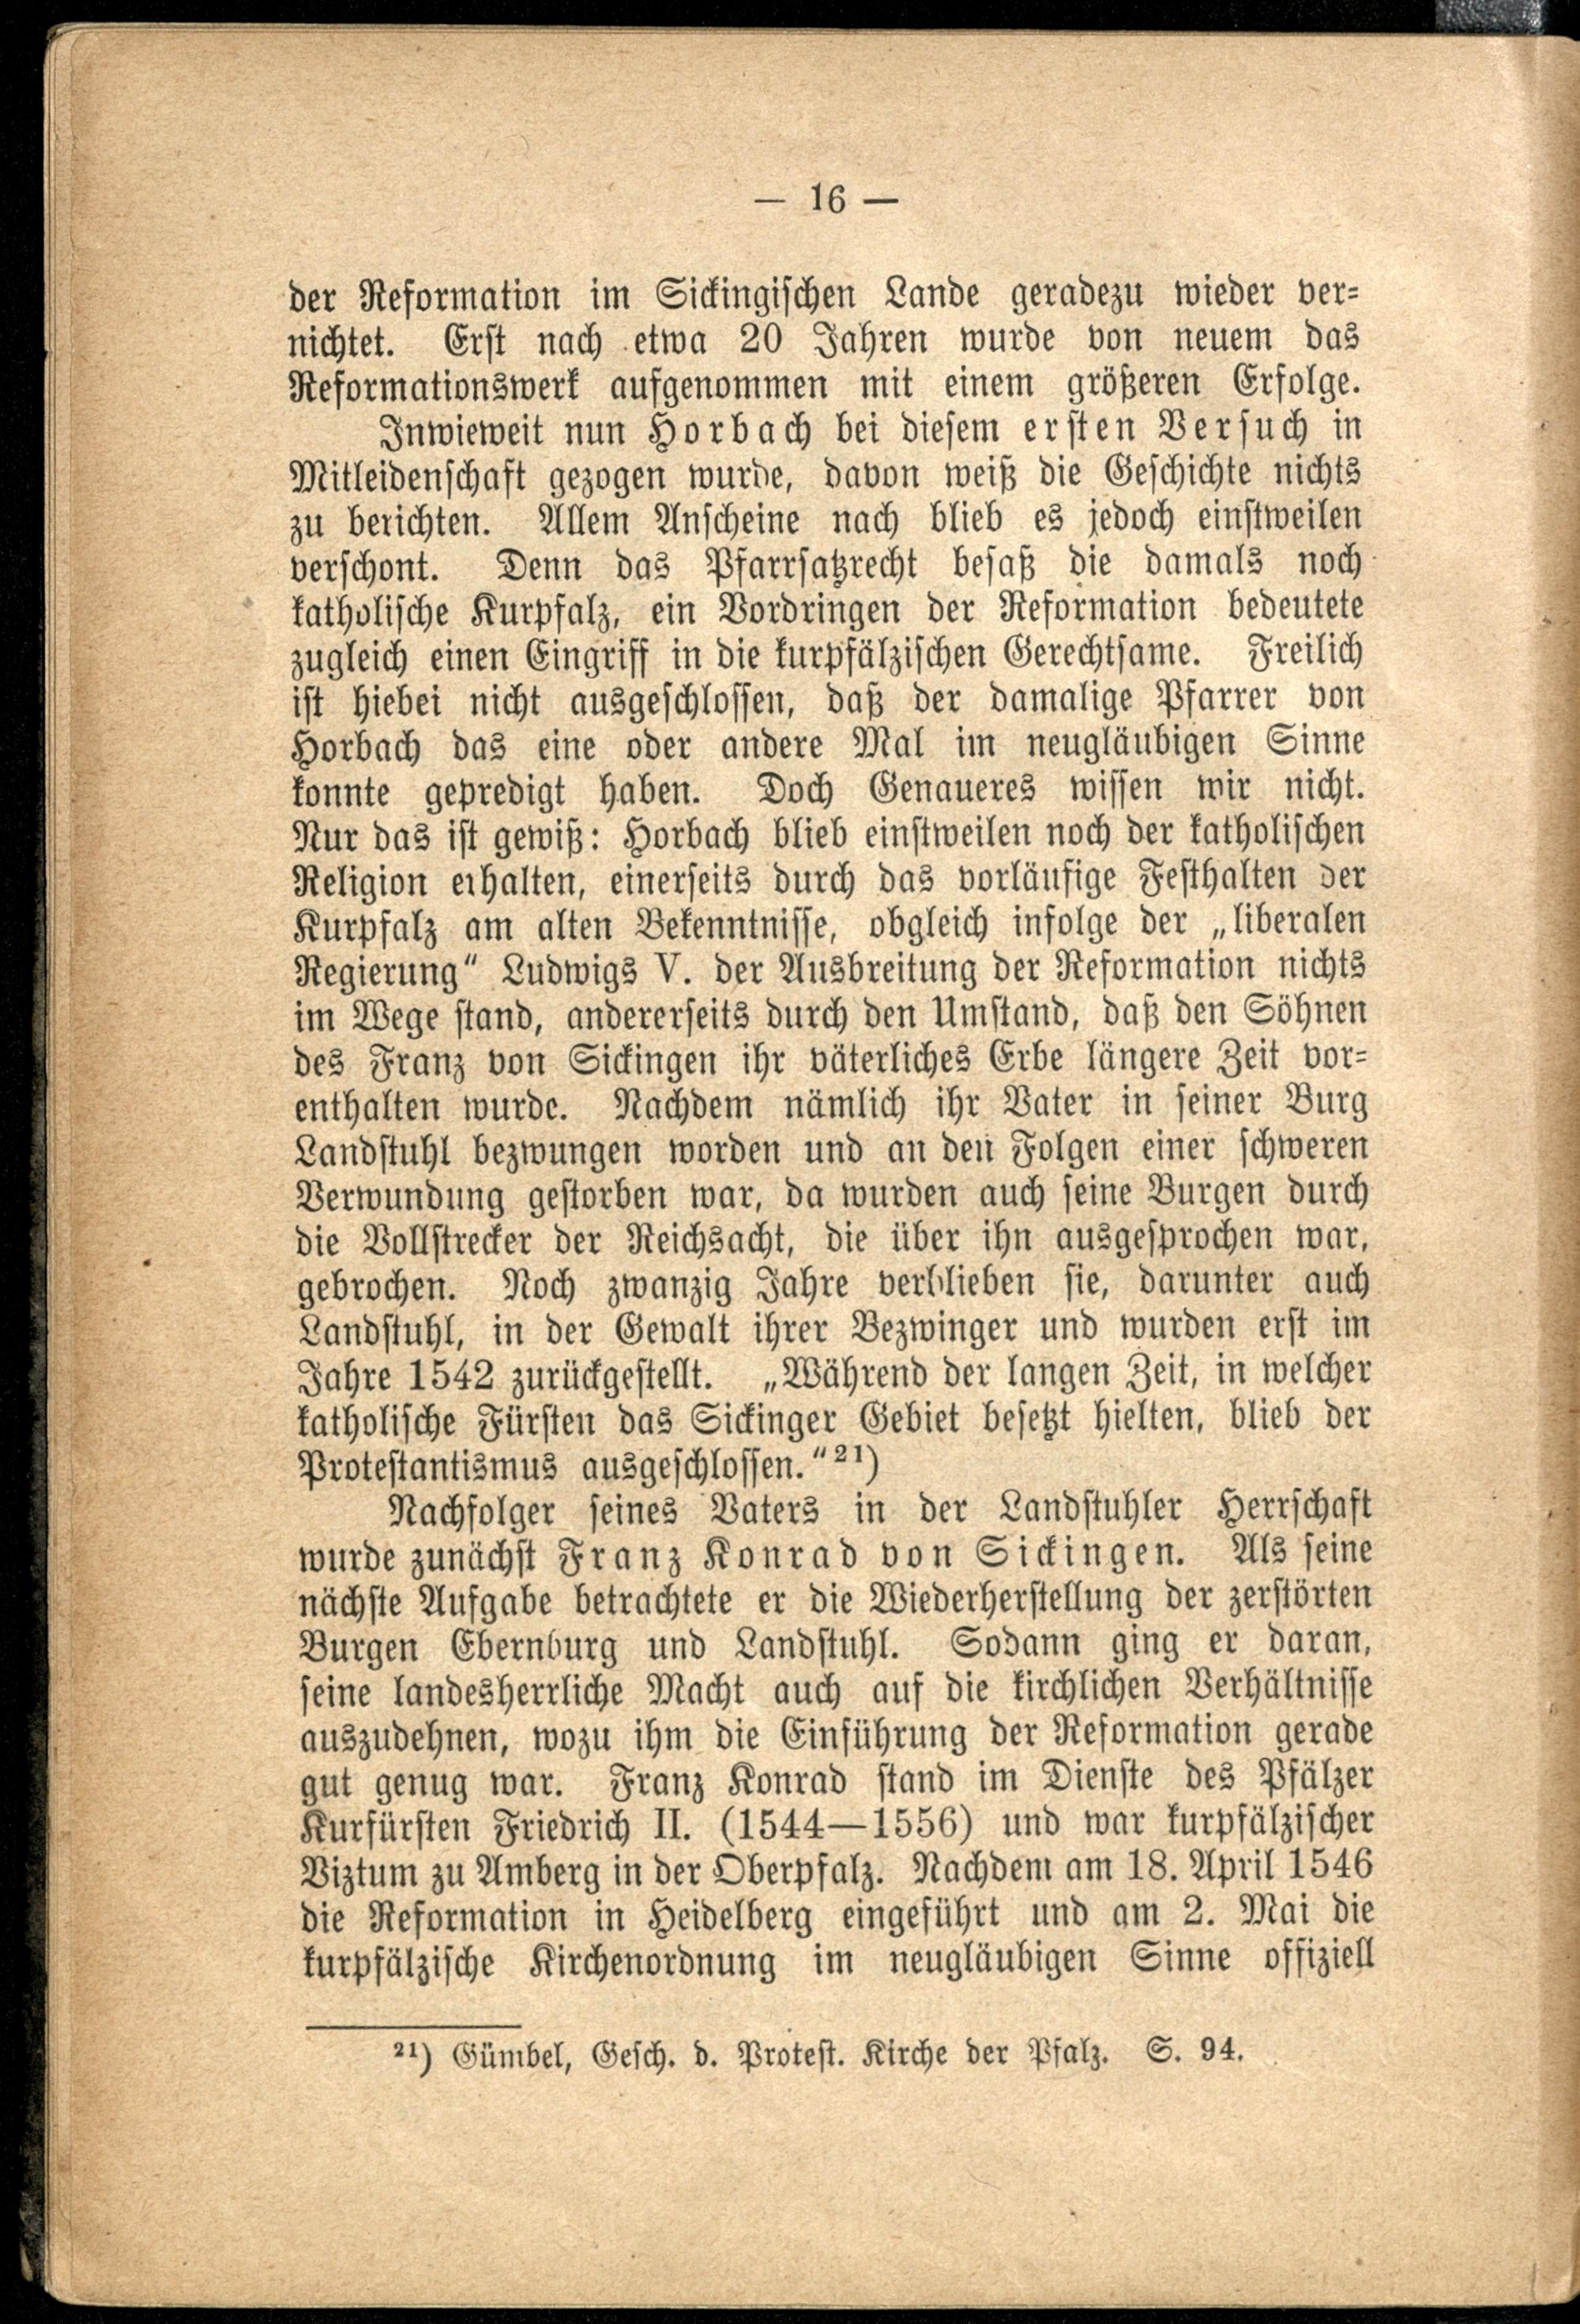 — 16 —
der Reformation im Sickingischen Lande geradezu wieder ver-
nichtet. Erst nach etwa 20 Jahren wurde von neuem das
Reformationswerk aufgenommen mit einem größeren Erfolge.
Inwieweit nun Horbach bei diesem ersten Versuch in
Mitleidenschaft gezogen wurde, davon weiß die Geschichte nichts
zu berichten. Allem Anscheine nach blieb es jedoch einstweilen
verschont. Denn das Pfarrsatzrecht besaß die damals noch
katholische Kurpfalz, ein Vordringen der Reformation bedeutete
zugleich einen Eingriff in die kurpfälzischen Gerechtsame. Freilich
ist hiebei nicht ausgeschlossen, daß der damalige Pfarrer von
Horbach das eine oder andere Mal im neugläubigen Sinne
konnte gepredigt haben. Doch Genaueres wissen wir nicht.
Nur das ist gewiß: Horbach blieb einstweilen noch der katholischen
Religion erhalten, einerseits durch das vorläufige Festhalten der
Kurpfalz am alten Bekenntnisse, obgleich infolge der „liberalen
Regierung“ Ludwigs V. der Ausbreitung der Reformation nichts
im Wege stand, andererseits durch den Umstand, daß den Söhnen
des Franz von Sickingen ihr väterliches Erbe längere Zeit vor-
enthalten wurde. Nachdem nämlich ihr Vater in seiner Burg
Landstuhl bezwungen worden und an den Folgen einer schweren
Verwundung gestorben war, da wurden auch seine Burgen durch
die Vollstrecker der Reichsacht, die über ihn ausgesprochen war,
gebrochen. Noch zwanzig Jahre verblieben sie, darunter auch
Landstuhl, in der Gewalt ihrer Bezwinger und wurden erst im
Jahre 1542 zurückgestellt. „Während der langen Zeit, in welcher
katholische Fürsten das Sickinger Gebiet besetzt hielten, blieb der
Protestantismus ausgeschlossen.“²¹)
Nachfolger seines Vaters in der Landstuhler Herrschaft
wurde zunächst Franz Konrad von Sickingen. Als seine
nächste Aufgabe betrachtete er die Wiederherstellung der zerstörten
Burgen Ebernburg und Landstuhl. Sodann ging er daran,
seine landesherrliche Macht auch auf die kirchlichen Verhältnisse
auszudehnen, wozu ihm die Einführung der Reformation gerade
gut genug war. Franz Konrad stand im Dienste des Pfälzer
Kurfürsten Friedrich II. (1544—1556) und war kurpfälzischer
Viztum zu Amberg in der Oberpfalz. Nachdem am 18. April 1546
die Reformation in Heidelberg eingeführt und am 2. Mai die
kurpfälzische Kirchenordnung im neugläubigen Sinne offiziell
²¹) Gümbel, Gesch. d. Protest. Kirche der Pfalz. S. 94.